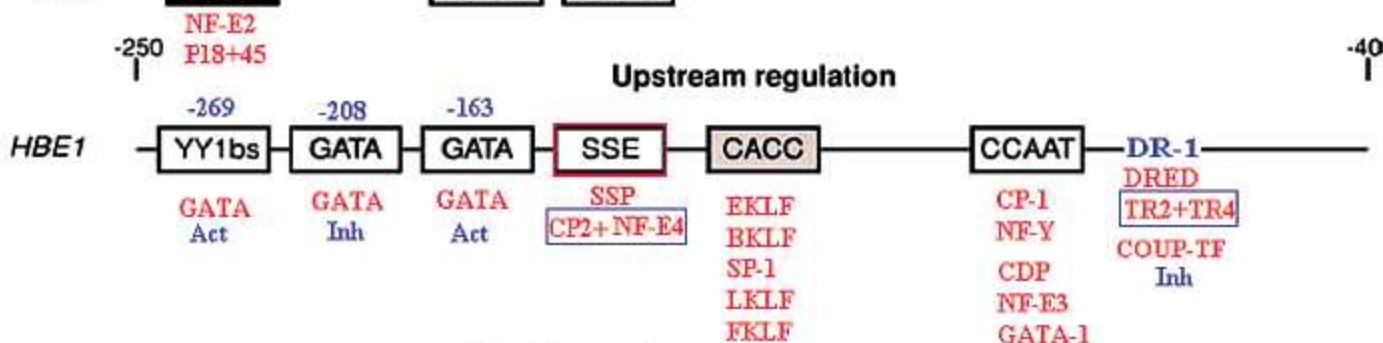 NF-E2
P18+45
-250
-40
Upstream regulation
-269
-208
-163
HBE1
YY1bs
GATA
GATA
SSE
CACC
CCAAT
DR-1
GATA
Act
GATA
Inh
GATA
Act
SSP
CP2+ NF-E4
EKLF
BKLF
SP-1
LKLF
FKLF
CP-1
NF-Y
CDP
NF-E3
GATA-1
DRED
TR2+TR4
COUP-TF
Inh